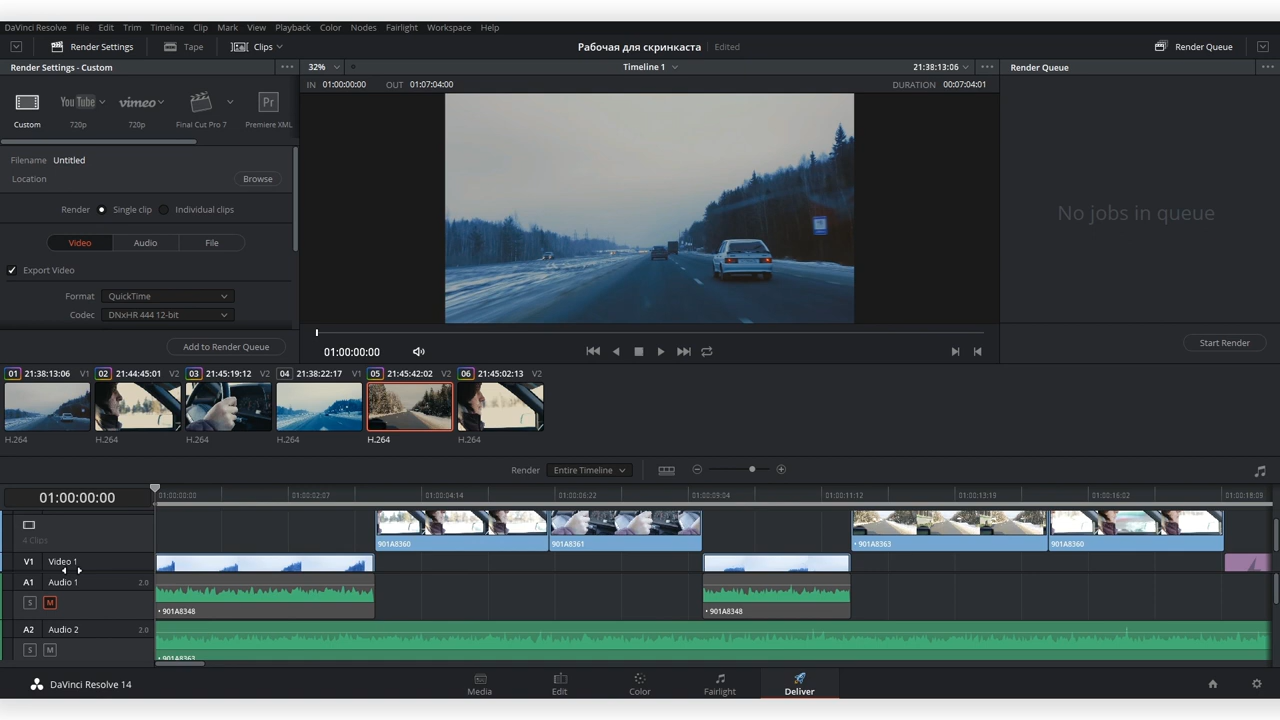 DaVinci Resolve File Edit Trim Timeline Clip Mark View Playback Color Nodes Fairlight Workspace Help
Render Settings Tape Clips Рабочая для скринкаста Edited Render Queue
Render Settings - Custom 32% Timeline 1 21:38:13:06 Render Queue
IN 01:00:00:00 OUT 01:07:04:00 DURATION 00:07:04:01
YouTube vimeo Pr
Custom 720p 720p Final Cut Pro 7 Premiere XML
Filename Untitled
Location Browse
Render Single clip Individual clips
No jobs in queue
Video Audio File
Export Video
Format QuickTime
Codec DNxHR 444 12-bit
Add to Render Queue
Start Render
01:00:00:00
01 21:38:13:06 V1 02 21:44:45:01 V2 03 21:45:19:12 V2 04 21:38:22:17 V1 05 21:45:42:02 V2 06 21:45:02:13 V2
H.264 H.264 H.264 H.264 H.264 H.264
Render Entire Timeline
01:00:00:00
01:00:00:00 01:00:02:07 01:00:04:14 01:00:06:22 01:00:09:04 01:00:11:12 01:00:13:19 01:00:16:02 01:00:18:09
4 Clips
901A8360 901A8361 901A8363 901A8360
V1 Video 1
A1 Audio 1 2.0
S M
901A8348 901A8348
A2 Audio 2 2.0
S M
901A8363
DaVinci Resolve 14
Media Edit Color Fairlight Deliver